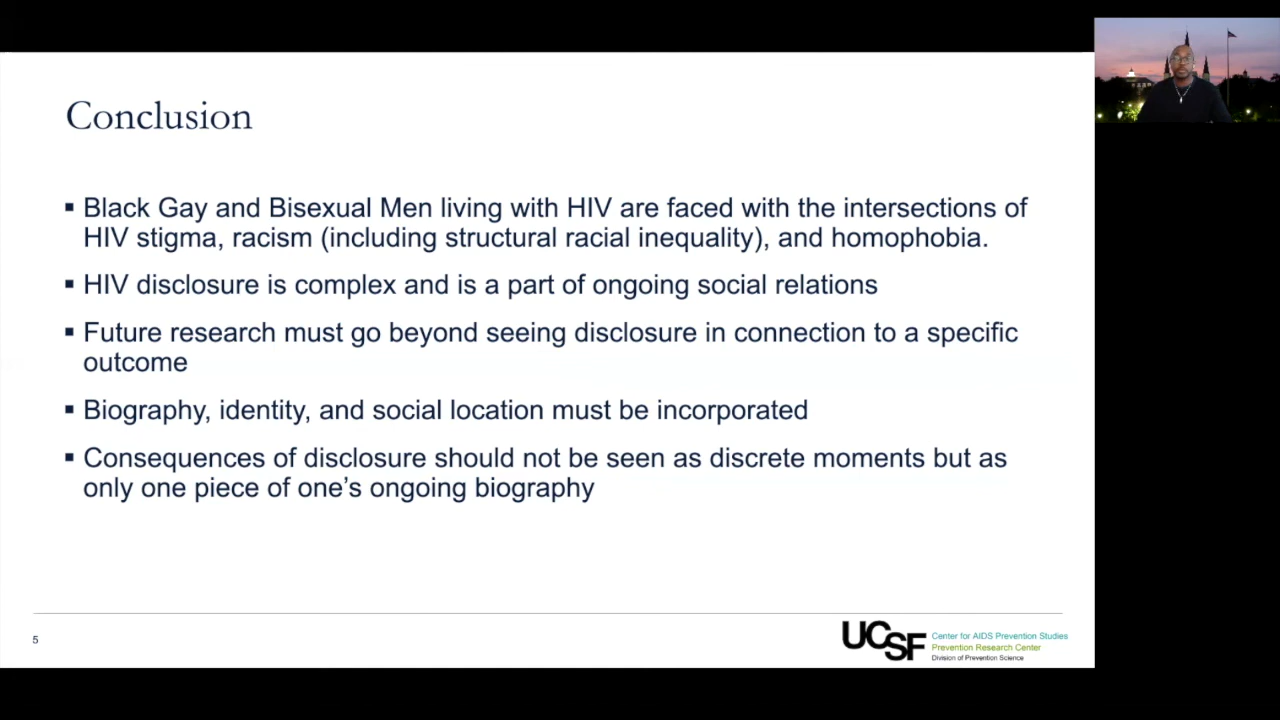 Conclusion
▪ Black Gay and Bisexual Men living with HIV are faced with the intersections of
HIV stigma, racism (including structural racial inequality), and homophobia.
▪ HIV disclosure is complex and is a part of ongoing social relations
▪ Future research must go beyond seeing disclosure in connection to a specific
outcome
▪ Biography, identity, and social location must be incorporated
▪ Consequences of disclosure should not be seen as discrete moments but as
only one piece of one’s ongoing biography
5
UCSF
Center for AIDS Prevention Studies
Prevention Research Center
Division of Prevention Science